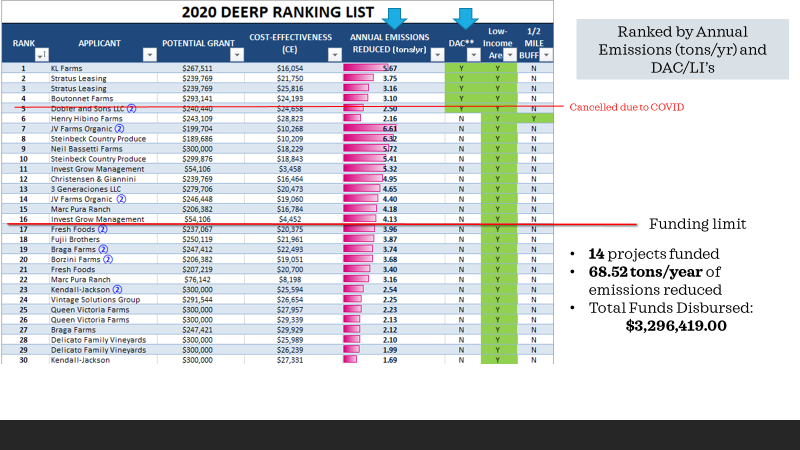 2020 DEERP RANKING LIST
RANK APPLICANT POTENTIAL GRANT COST-EFFECTIVENESS (CE) ANNUAL EMISSIONS REDUCED (tons/yr) DAC** Low-Income Area 1/2 MILE BUFF
1 KL Farms $267,511 $16,054 5.67 Y Y N
2 Stratus Leasing $239,769 $21,750 3.75 Y Y N
3 Stratus Leasing $239,769 $25,816 3.16 Y Y N
4 Boutonnet Farms $293,141 $24,193 3.10 Y Y N
5 Dobler and Sons LLC (2) $240,440 $24,658 2.50 Y Y N
6 Henry Hibino Farms $243,109 $28,823 2.16 N Y Y
7 JV Farms Organic (2) $199,704 $10,268 6.61 N Y N
8 Steinbeck Country Produce $189,686 $10,209 6.32 N Y N
9 Neil Bassetti Farms $300,000 $18,229 5.72 N Y N
10 Steinbeck Country Produce $299,876 $18,843 5.41 N Y N
11 Invest Grow Management $54,106 $3,458 5.32 N Y N
12 Christensen & Giannini $239,769 $16,464 4.95 N Y N
13 3 Generaciones LLC $279,706 $20,473 4.65 N Y N
14 JV Farms Organic (2) $246,448 $19,060 4.40 N Y N
15 Marc Pura Ranch $206,382 $16,784 4.18 N Y N
16 Invest Grow Management $54,106 $4,452 4.13 N Y N
17 Fresh Foods (2) $237,067 $20,375 3.96 N Y N
18 Fujii Brothers $250,119 $21,961 3.87 N Y N
19 Braga Farms (2) $247,412 $22,493 3.74 N Y N
20 Borzini Farms (2) $206,382 $19,051 3.68 N Y N
21 Fresh Foods $207,219 $20,700 3.40 N Y N
22 Marc Pura Ranch $76,142 $8,198 3.16 N Y N
23 Kendall-Jackson (2) $300,000 $25,594 2.54 N Y N
24 Vintage Solutions Group $291,544 $26,654 2.25 N Y N
25 Queen Victoria Farms $300,000 $27,957 2.23 N Y N
26 Queen Victoria Farms $300,000 $29,339 2.13 N Y N
27 Braga Farms $247,421 $29,929 2.12 N Y N
28 Delicato Family Vineyards $300,000 $25,989 2.10 N Y N
29 Delicato Family Vineyards $300,000 $26,239 1.99 N Y N
30 Kendall-Jackson $300,000 $27,331 1.69 N Y N
Ranked by Annual
Emissions (tons/yr) and
DAC/LI's
Cancelled due to COVID
Funding limit
• 14 projects funded
• 68.52 tons/year of
emissions reduced
• Total Funds Disbursed:
$3,296,419.00